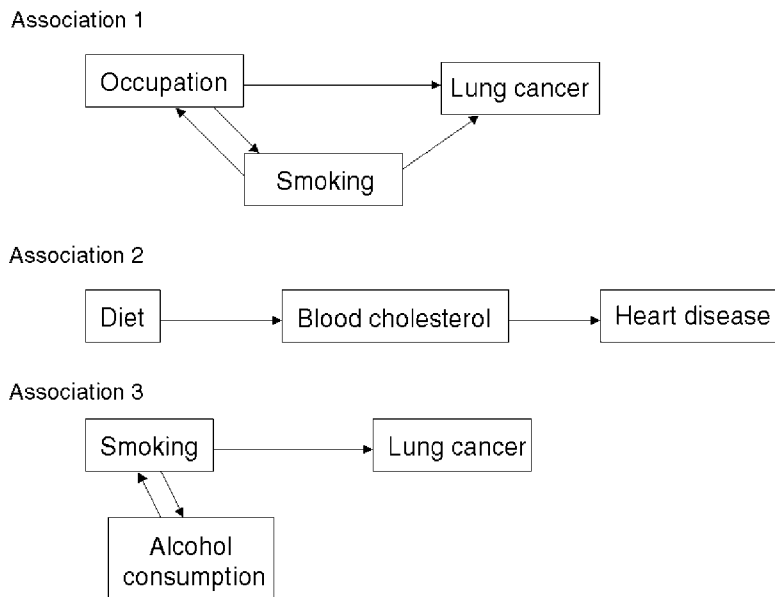 Association 1
Occupation
Lung cancer
Smoking
Association 2
Diet
Blood cholesterol
Heart disease
Association 3
Smoking
Lung cancer
Alcohol
consumption